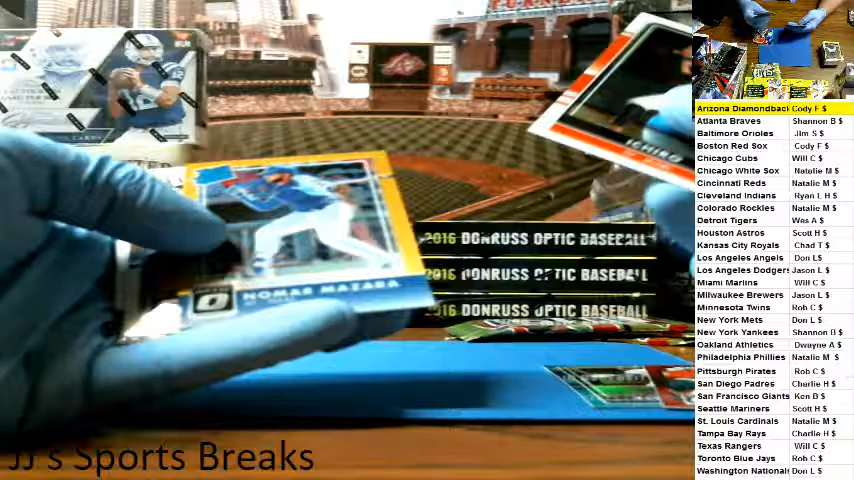 ICHIRO
NOMAR MAZARA
2016 DONRUSS OPTIC BASEBALL
2016 DONRUSS OPTIC BASEBALL
2016 DONRUSS OPTIC BASEBALL
JJ's Sports Breaks
Arizona Diamondback Cody F $
Atlanta Braves Shannon B $
Baltimore Orioles Jim S $
Boston Red Sox Cody F $
Chicago Cubs Will C $
Chicago White Sox Natalie M $
Cincinnati Reds Natalie M $
Cleveland Indians Ryan L H $
Colorado Rockies Natalie M $
Detroit Tigers Wes A $
Houston Astros Scott H $
Kansas City Royals Chad T $
Los Angeles Angels Don L $
Los Angeles Dodgers Jason L $
Miami Marlins Will C $
Milwaukee Brewers Jason L $
Minnesota Twins Rob C $
New York Mets Don L $
New York Yankees Shannon B $
Oakland Athletics Dwayne A $
Philadelphia Phillies Natalie M $
Pittsburgh Pirates Rob C $
San Diego Padres Charlie H $
San Francisco Giants Ken B $
Seattle Mariners Scott H $
St. Louis Cardinals Natalie M $
Tampa Bay Rays Charlie H $
Texas Rangers Will C $
Toronto Blue Jays Rob C $
Washington Nationals Don L $